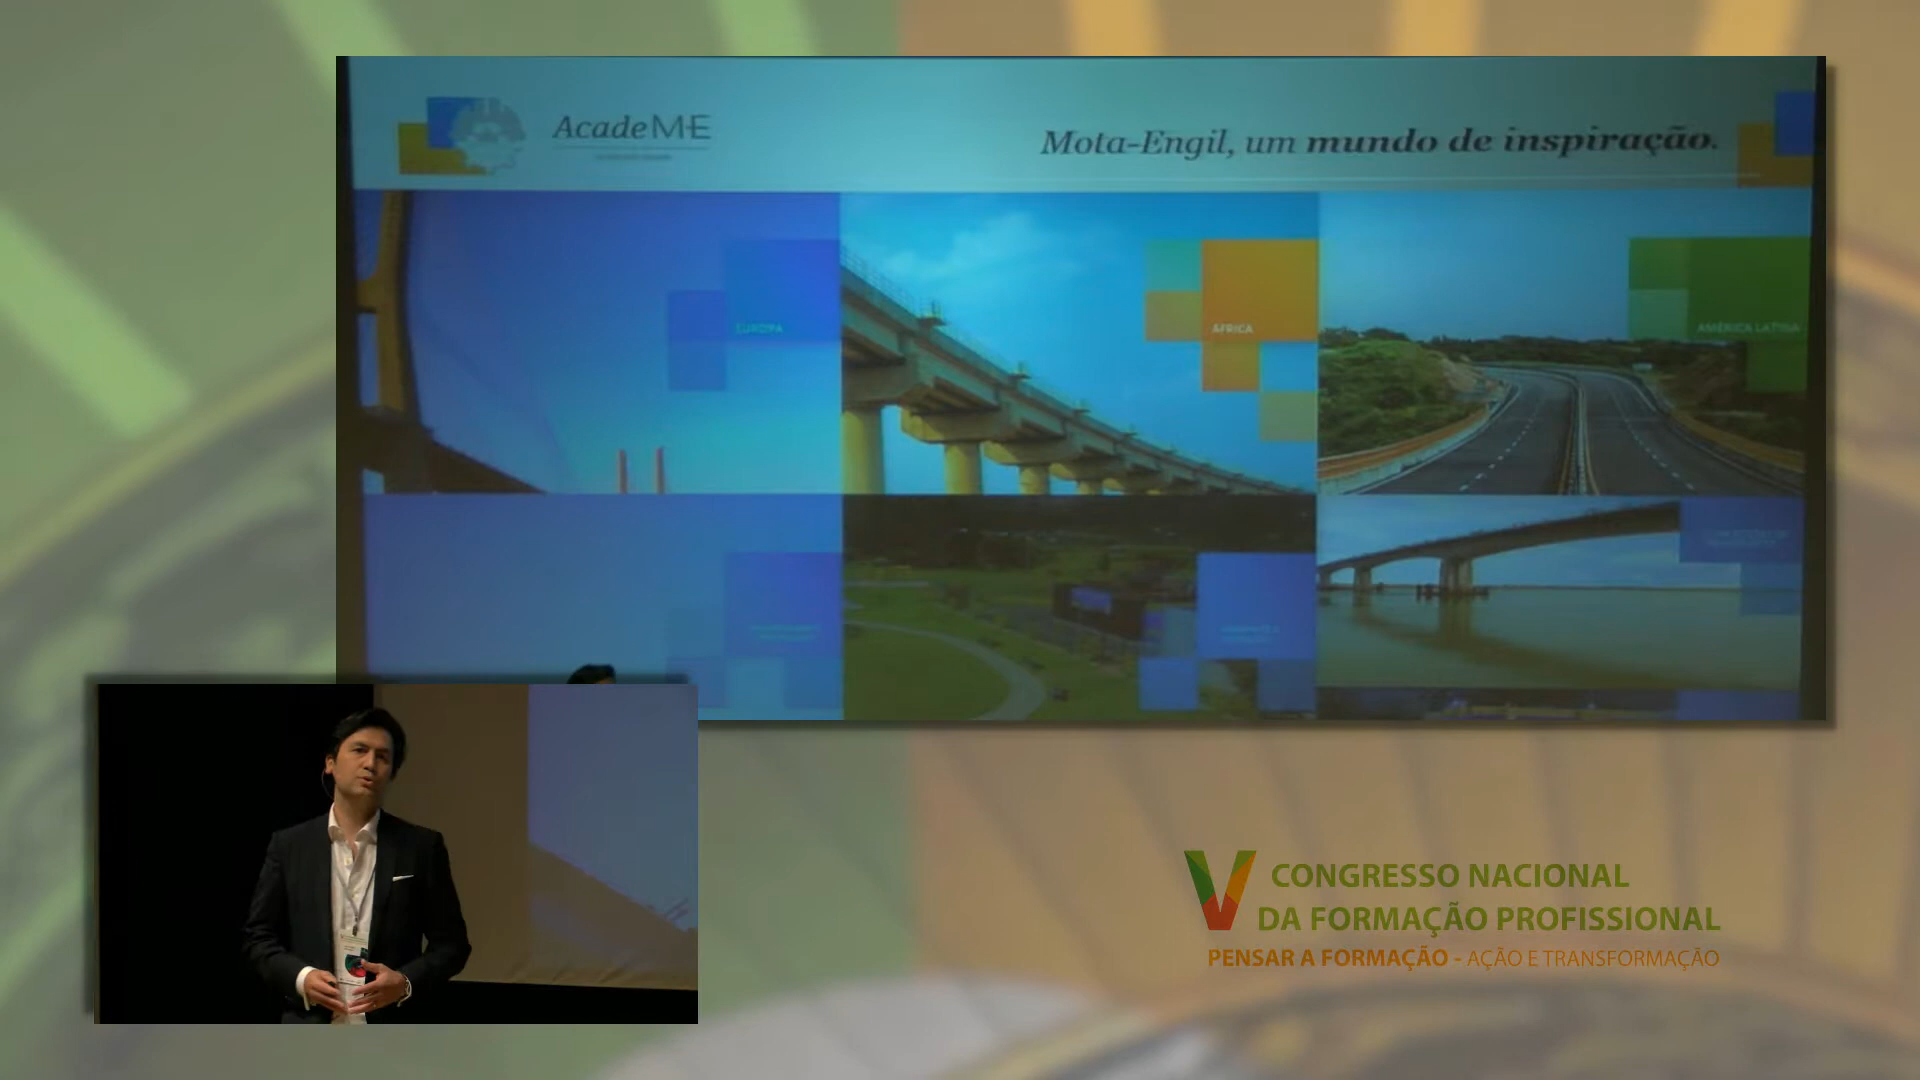 AcadeME
Mota-Engil, um mundo de inspiração.
EUROPA
ÁFRICA
AMÉRICA LATINA
V CONGRESSO NACIONAL
DA FORMAÇÃO PROFISSIONAL
PENSAR A FORMAÇÃO - AÇÃO E TRANSFORMAÇÃO